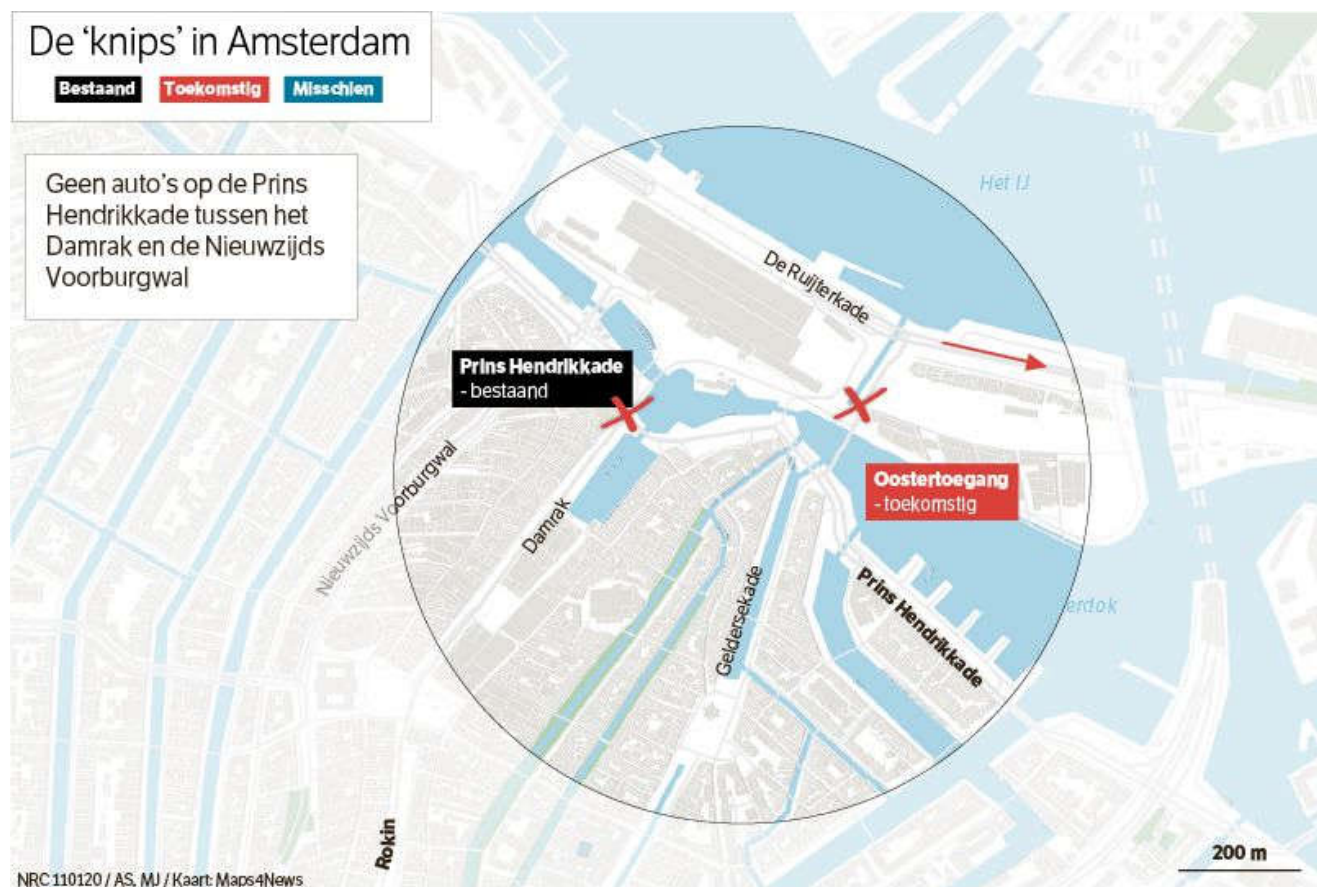 De ‘knips’ in Amsterdam
Bestaand Toekomstig Misschien
Geen auto’s op de Prins
Hendrikkade tussen het
Damrak en de Nieuwzijds
Voorburgwal
Het IJ
De Ruijterkade
Prins Hendrikkade
- bestaand
Oostertoegang
- toekomstig
Nieuwzijds Voorburgwal
Damrak
Geldersekade
Prins Hendrikkade
erdok
Rokin
200 m
NRC 110120 / AS, MJ / Kaart: Maps4News